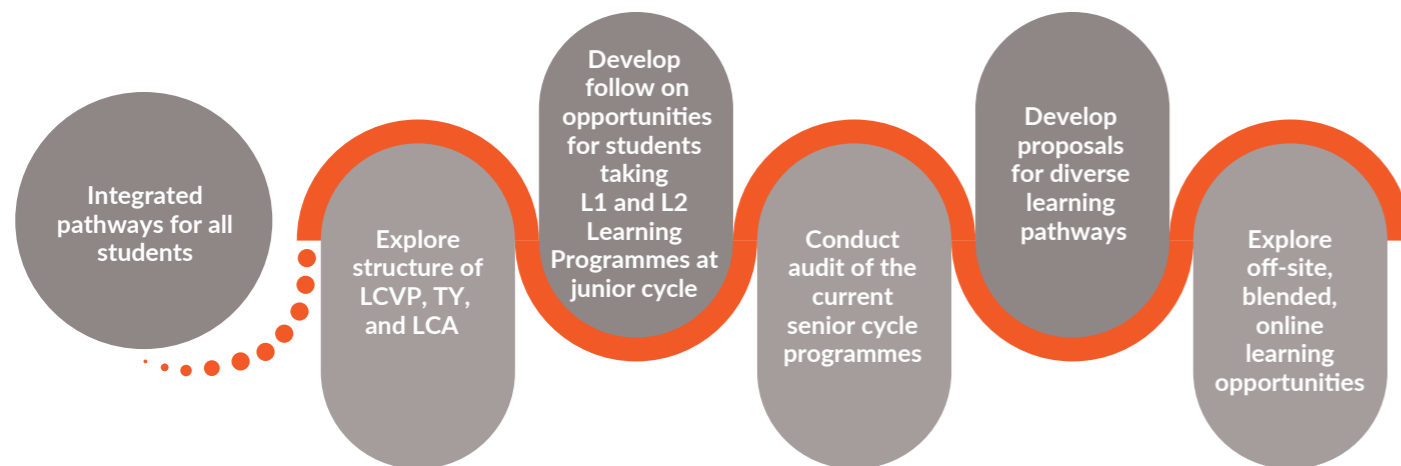 Integrated
pathways for all
students
Explore
structure of
LCVP, TY,
and LCA
Develop
follow on
opportunities
for students
taking
L1 and L2
Learning
Programmes at
junior cycle
Conduct
audit of the
current
senior cycle
programmes
Develop
proposals
for diverse
learning
pathways
Explore
off-site,
blended,
online
learning
opportunities